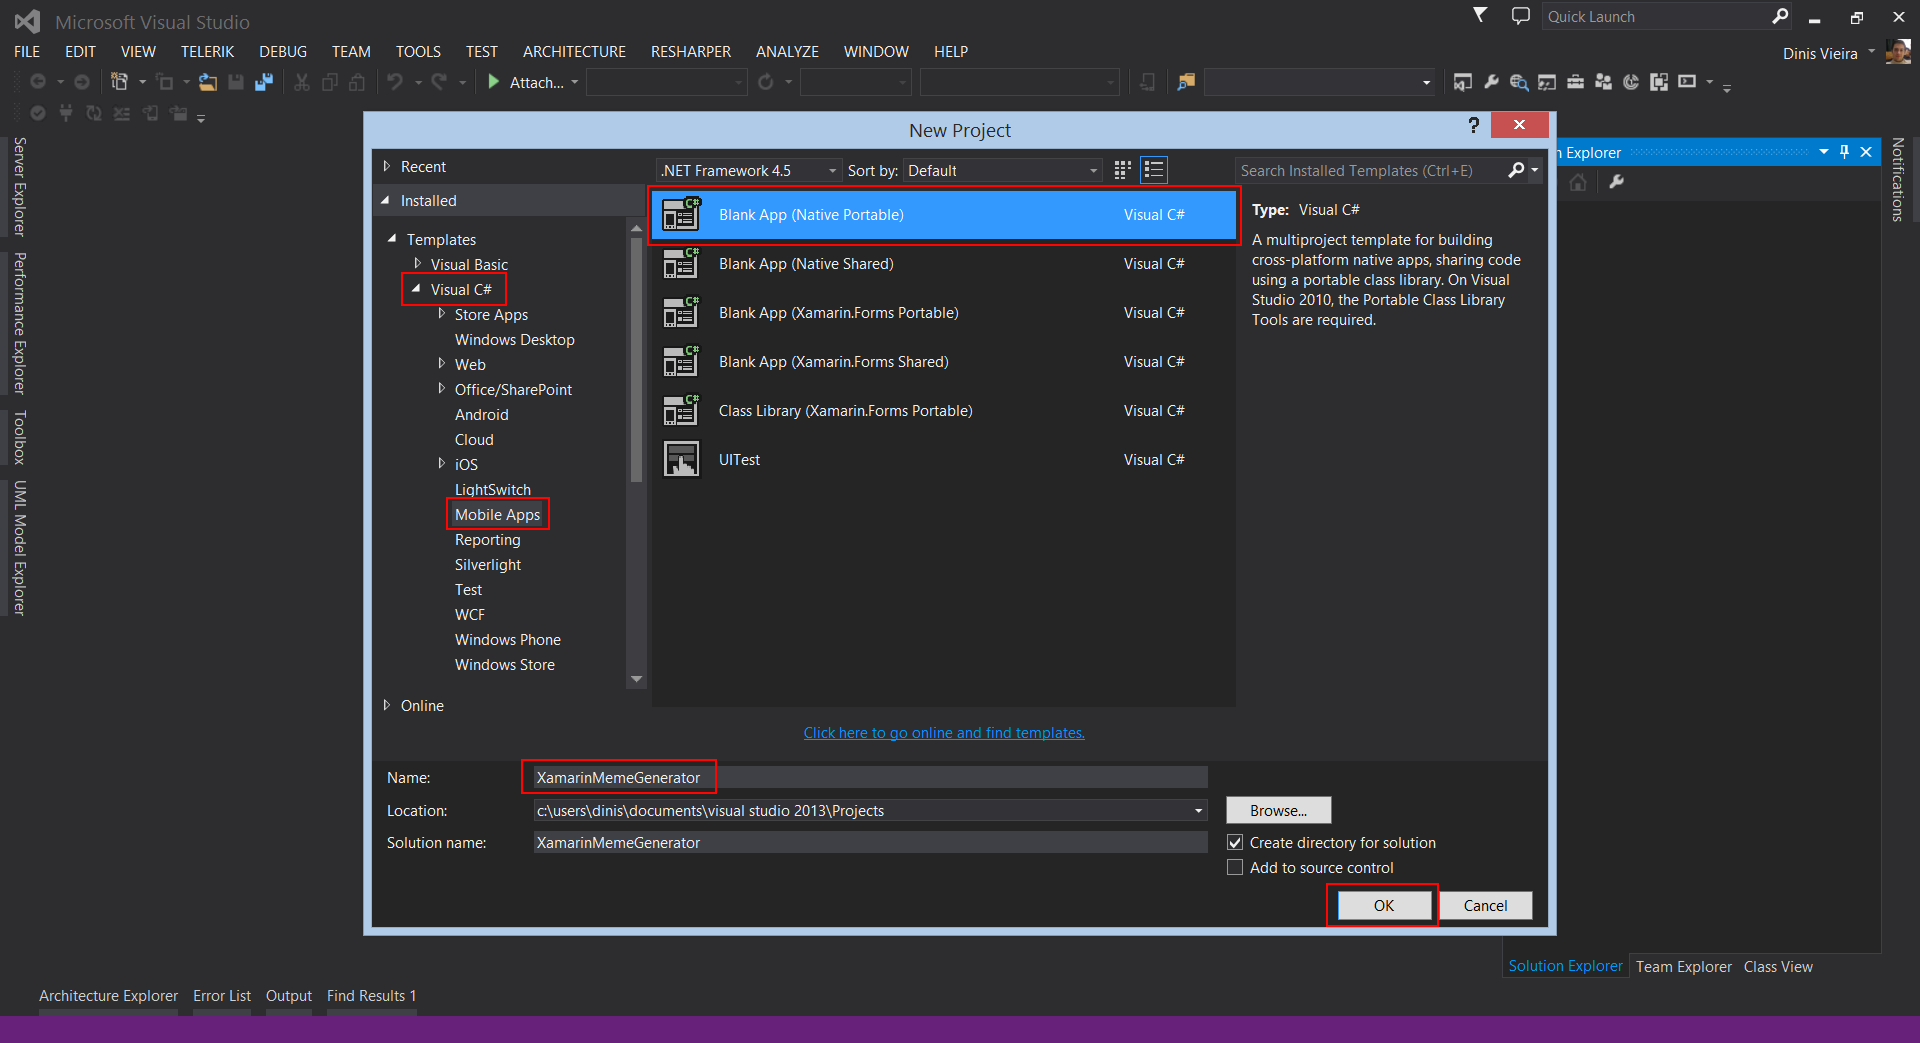 Microsoft Visual Studio
Quick Launch
FILE EDIT VIEW TELERIK DEBUG TEAM TOOLS TEST ARCHITECTURE RESHARPER ANALYZE WINDOW HELP
Dinis Vieira
Attach...
Server Explorer
Performance Explorer
Toolbox
UML Model Explorer
New Project
?
Recent
Installed
Templates
Visual Basic
Visual C#
Store Apps
Windows Desktop
Web
Office/SharePoint
Android
Cloud
iOS
LightSwitch
Mobile Apps
Reporting
Silverlight
Test
WCF
Windows Phone
Windows Store
Online
.NET Framework 4.5 Sort by: Default
Search Installed Templates (Ctrl+E)
C# Blank App (Native Portable) Visual C#
C# Blank App (Native Shared) Visual C#
C# Blank App (Xamarin.Forms Portable) Visual C#
C# Blank App (Xamarin.Forms Shared) Visual C#
C# Class Library (Xamarin.Forms Portable) Visual C#
UITest Visual C#
Type: Visual C#
A multiproject template for building
cross-platform native apps, sharing code
using a portable class library. On Visual
Studio 2010, the Portable Class Library
Tools are required.
Click here to go online and find templates.
Name: XamarinMemeGenerator
Location: c:\users\dinis\documents\visual studio 2013\Projects
Browse...
Solution name: XamarinMemeGenerator
Create directory for solution
Add to source control
OK Cancel
n Explorer
Notifications
Solution Explorer Team Explorer Class View
Architecture Explorer Error List Output Find Results 1